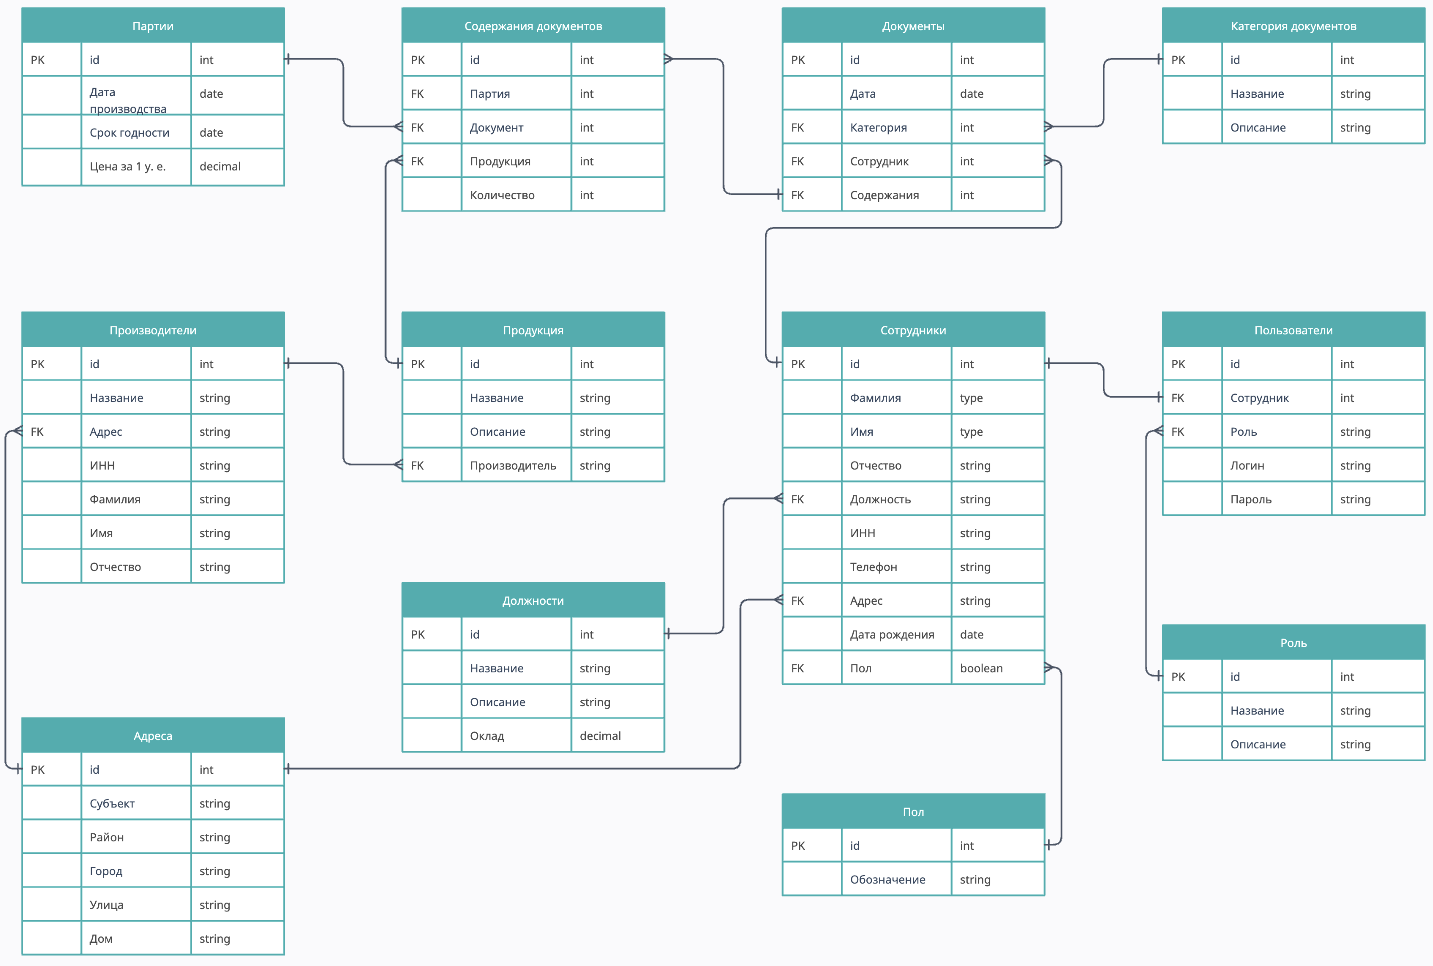 Партии
PK id int
Дата
производства date
Срок годности date
Цена за 1 у. е. decimal
Содержания документов
PK id int
FK Партия int
FK Документ int
FK Продукция int
Количество int
Документы
PK id int
Дата date
FK Категория int
FK Сотрудник int
FK Содержания int
Категория документов
PK id int
Название string
Описание string
Производители
PK id int
Название string
FK Адрес string
ИНН string
Фамилия string
Имя string
Отчество string
Продукция
PK id int
Название string
Описание string
FK Производитель string
Сотрудники
PK id int
Фамилия type
Имя type
Отчество string
FK Должность string
ИНН string
Телефон string
FK Адрес string
Дата рождения date
FK Пол boolean
Пользователи
PK id int
FK Сотрудник int
FK Роль string
Логин string
Пароль string
Должности
PK id int
Название string
Описание string
Оклад decimal
Роль
PK id int
Название string
Описание string
Адреса
PK id int
Субъект string
Район string
Город string
Улица string
Дом string
Пол
PK id int
Обозначение string